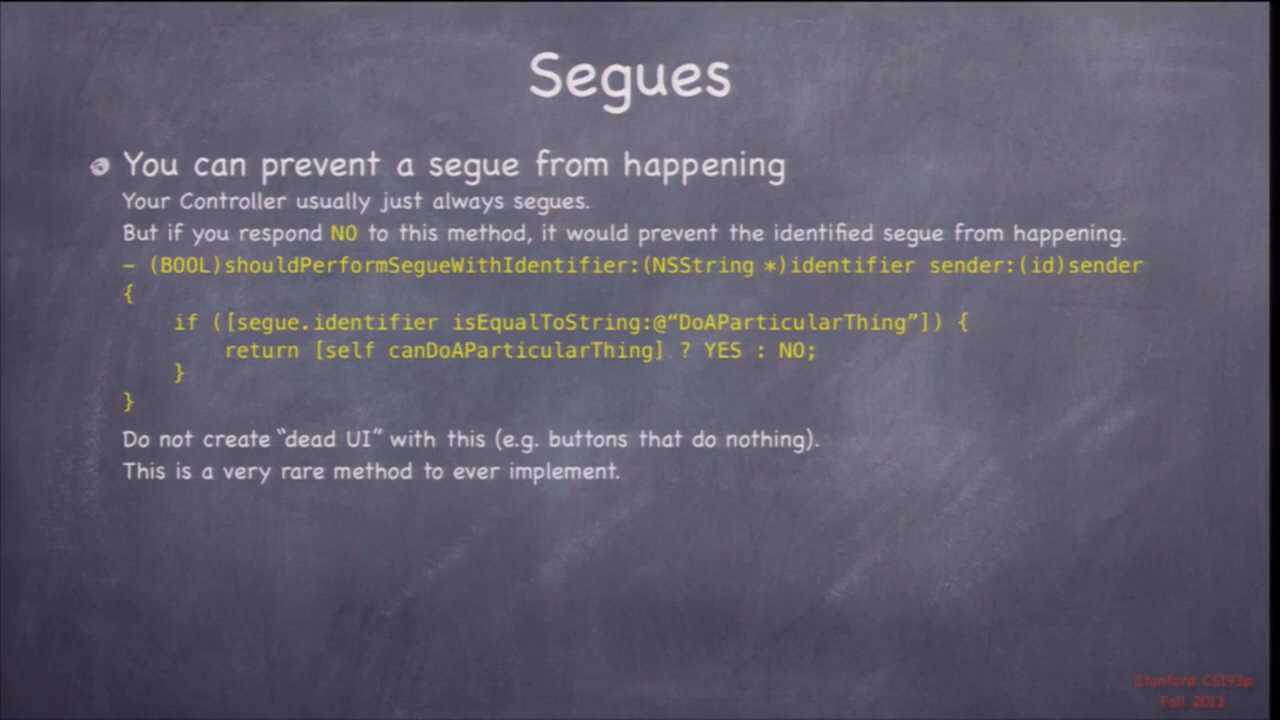 Segues
You can prevent a segue from happening
Your Controller usually just always segues.
But if you respond NO to this method, it would prevent the identified segue from happening.
- (BOOL)shouldPerformSegueWithIdentifier:(NSString *)identifier sender:(id)sender
{
    if ([segue.identifier isEqualToString:@“DoAParticularThing”]) {
        return [self canDoAParticularThing] ? YES : NO;
    }
}
Do not create “dead UI” with this (e.g. buttons that do nothing).
This is a very rare method to ever implement.
Stanford CS193p
Fall 2013